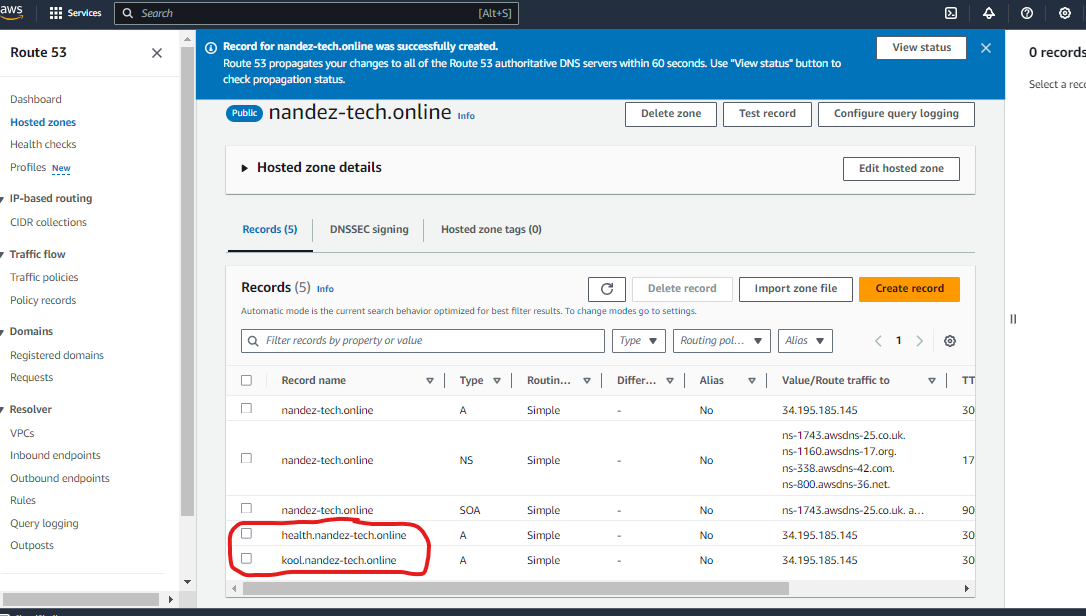 aws
Services
Search
[Alt+S]
Route 53
Dashboard
Hosted zones
Health checks
Profiles New
IP-based routing
CIDR collections
Traffic flow
Traffic policies
Policy records
Domains
Registered domains
Requests
Resolver
VPCs
Inbound endpoints
Outbound endpoints
Rules
Query logging
Outposts
Record for nandez-tech.online was successfully created.
Route 53 propagates your changes to all of the Route 53 authoritative DNS servers within 60 seconds. Use "View status" button to
check propagation status.
View status
Public nandez-tech.online Info
Delete zone
Test record
Configure query logging
Hosted zone details
Edit hosted zone
Records (5)
DNSSEC signing
Hosted zone tags (0)
Records (5) Info
Delete record
Import zone file
Create record
Automatic mode is the current search behavior optimized for best filter results. To change modes go to settings.
Filter records by property or value
Type
Routing pol...
Alias
1
Record name Type Routin... Differ... Alias Value/Route traffic to TT
nandez-tech.online A Simple - No 34.195.185.145 30
nandez-tech.online NS Simple - No
ns-1743.awsdns-25.co.uk.
ns-1160.awsdns-17.org.
ns-338.awsdns-42.com.
ns-800.awsdns-36.net.
17
nandez-tech.online SOA Simple - No ns-1743.awsdns-25.co.uk. a... 90
health.nandez-tech.online A Simple - No 34.195.185.145 30
kool.nandez-tech.online A Simple - No 34.195.185.145 30
0 records
Select a reco